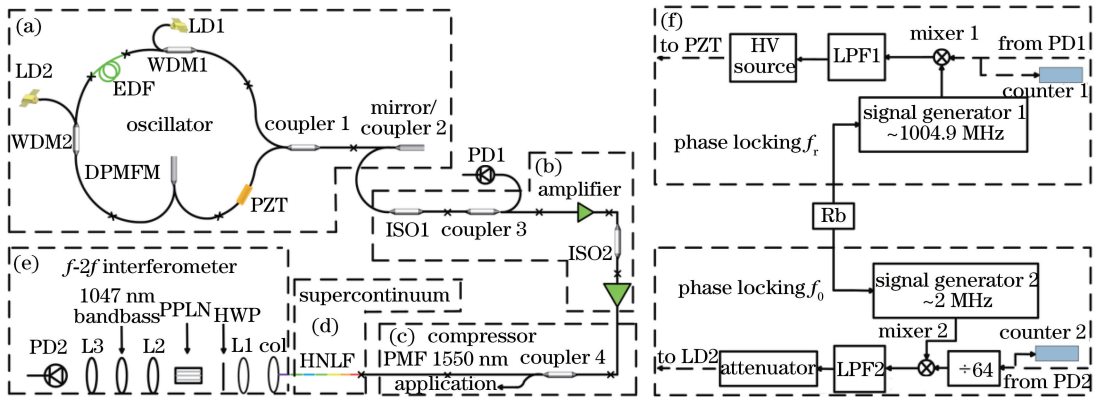 (a)
LD1
WDM1
LD2
EDF
WDM2
oscillator
coupler 1
mirror/
coupler 2
DPMFM
PZT
PD1
(b)
amplifier
ISO1
coupler 3
ISO2
(e)
f-2f interferometer
1047 nm
bandbass
PPLN
HWP
PD2
L3
L2
L1
col
supercontinuum
(d)
HNLF
(c)
compressor
PMF 1550 nm
coupler 4
application
(f)
to PZT
HV
source
LPF1
mixer 1
from PD1
counter 1
signal generator 1
~1004.9 MHz
phase locking fr
Rb
phase locking f0
signal generator 2
~2 MHz
mixer 2
counter 2
to LD2
attenuator
LPF2
÷64
from PD2